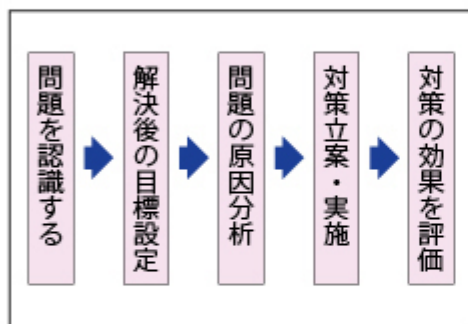 問題を認識する
解決後の目標設定
問題の原因分析
対策立案・実施
対策の効果を評価